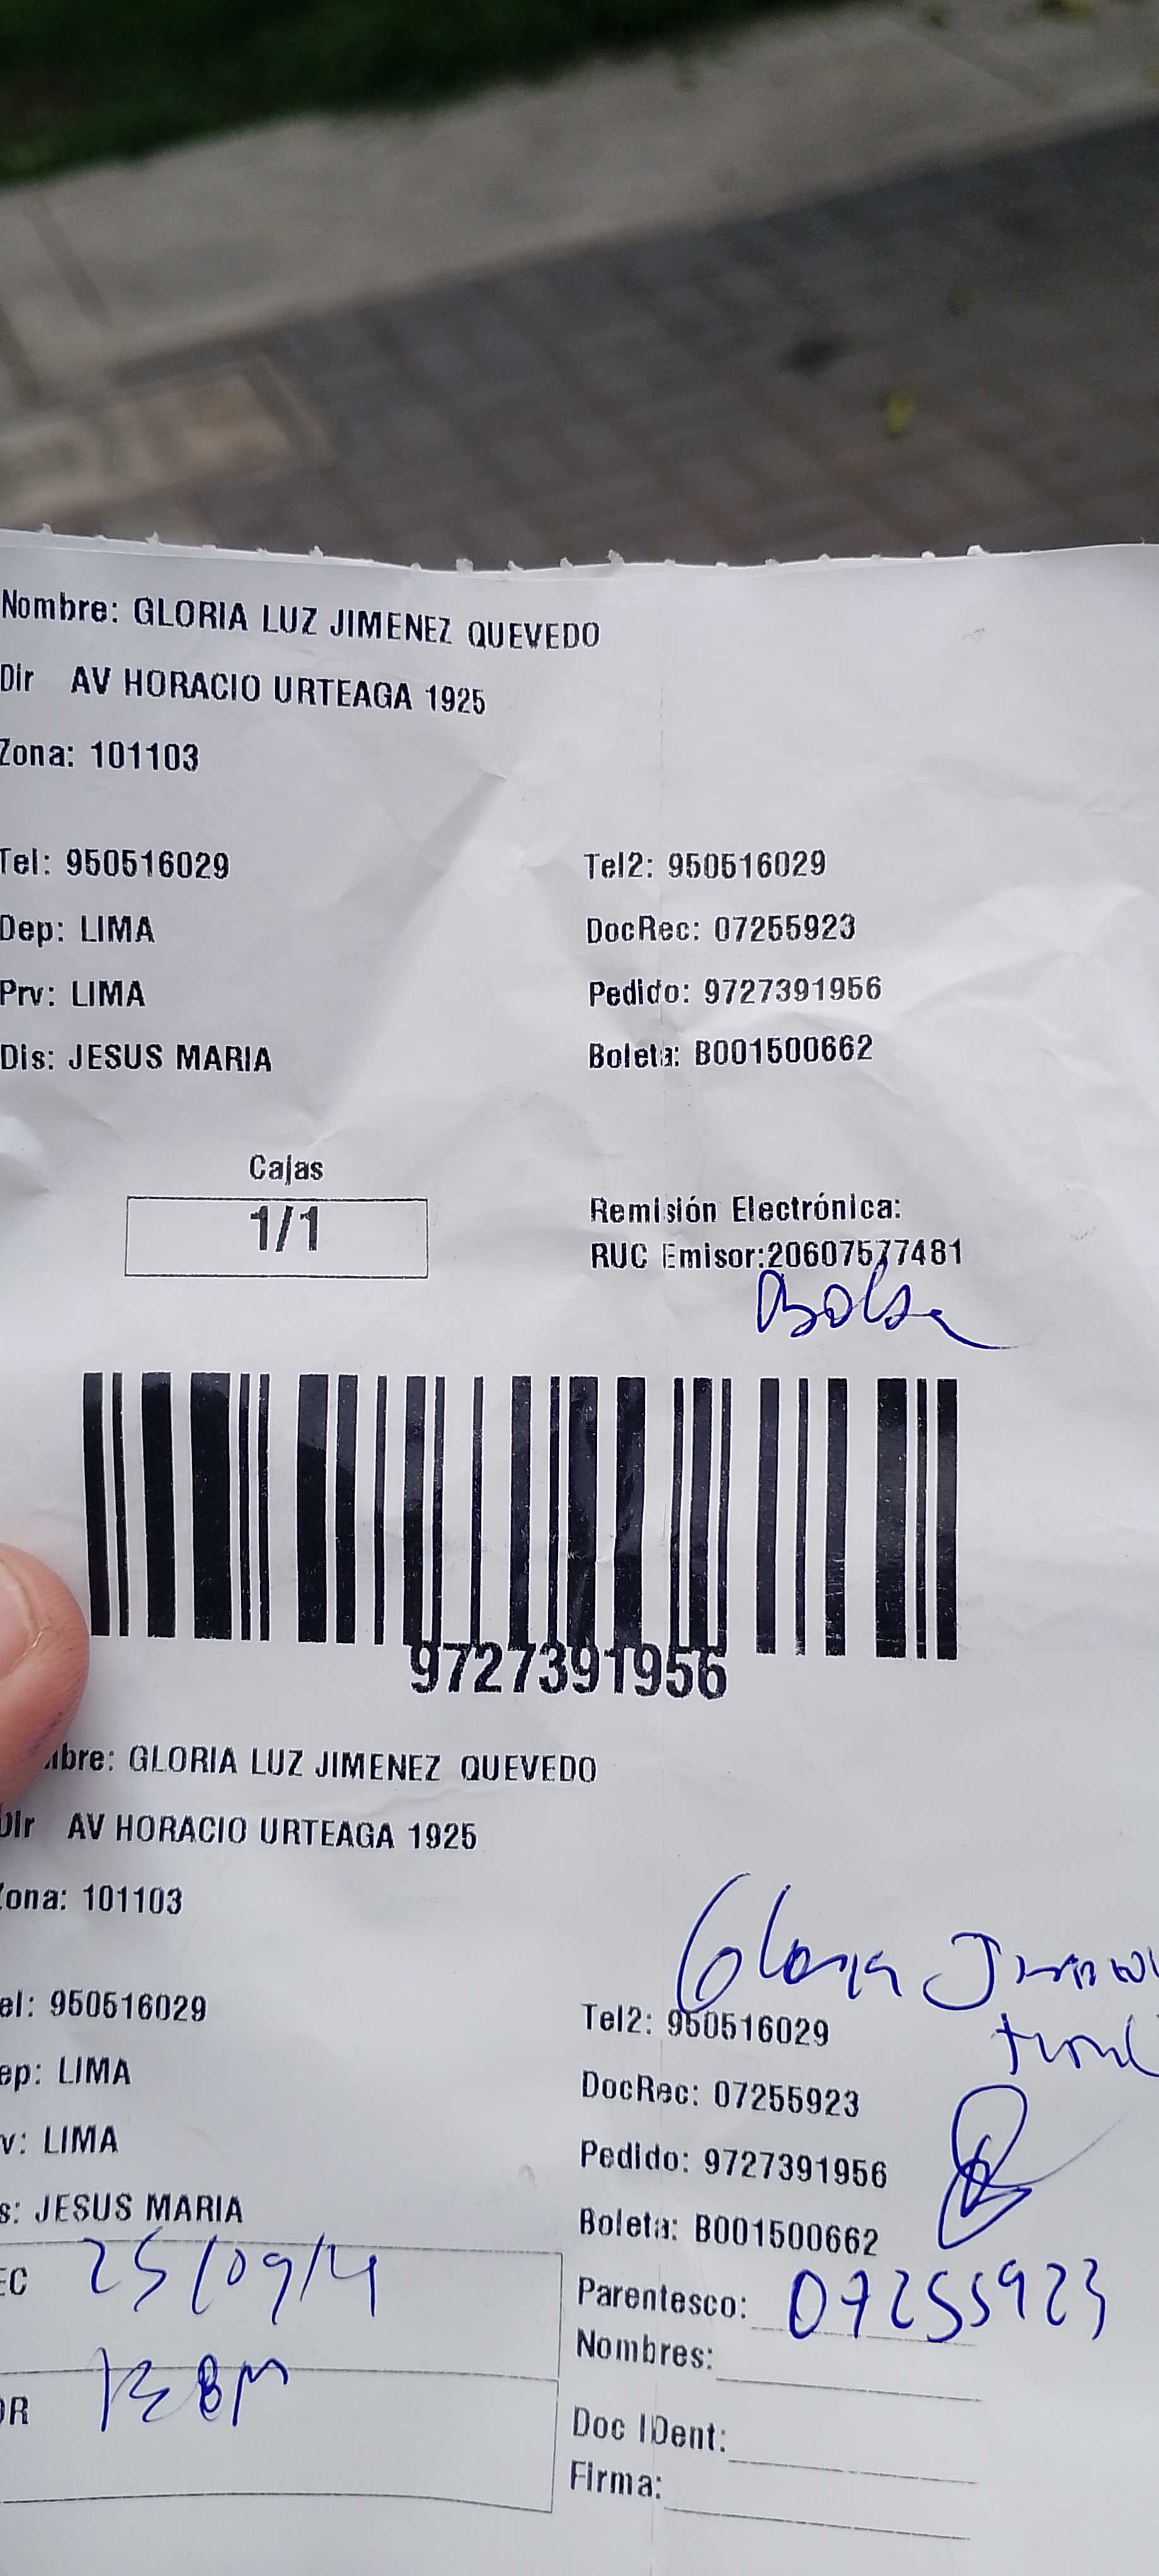 Nombre: GLORIA LUZ JIMENEZ QUEVEDO
Dir AV HORACIO URTEAGA 1925
Zona: 101103
Tel: 950516029 Tel2: 950516029
Dep: LIMA DocRec: 07255923
Prv: LIMA Pedido: 9727391956
Dis: JESUS MARIA Boleta: B001500662
Cajas
1/1
Remisión Electrónica:
RUC Emisor:20607577481
Bolsa
9727391956
bre: GLORIA LUZ JIMENEZ QUEVEDO
Dir AV HORACIO URTEAGA 1925
ona: 101103
Gloria
el: 950516029 Tel2: 950516029
ep: LIMA DocRec: 07255923
v: LIMA Pedido: 9727391956
s: JESUS MARIA Boleta: B001500662
EC 25/09/4 Parentesco: 07255923
Nombres:
OR Doc IDent:
Firma: